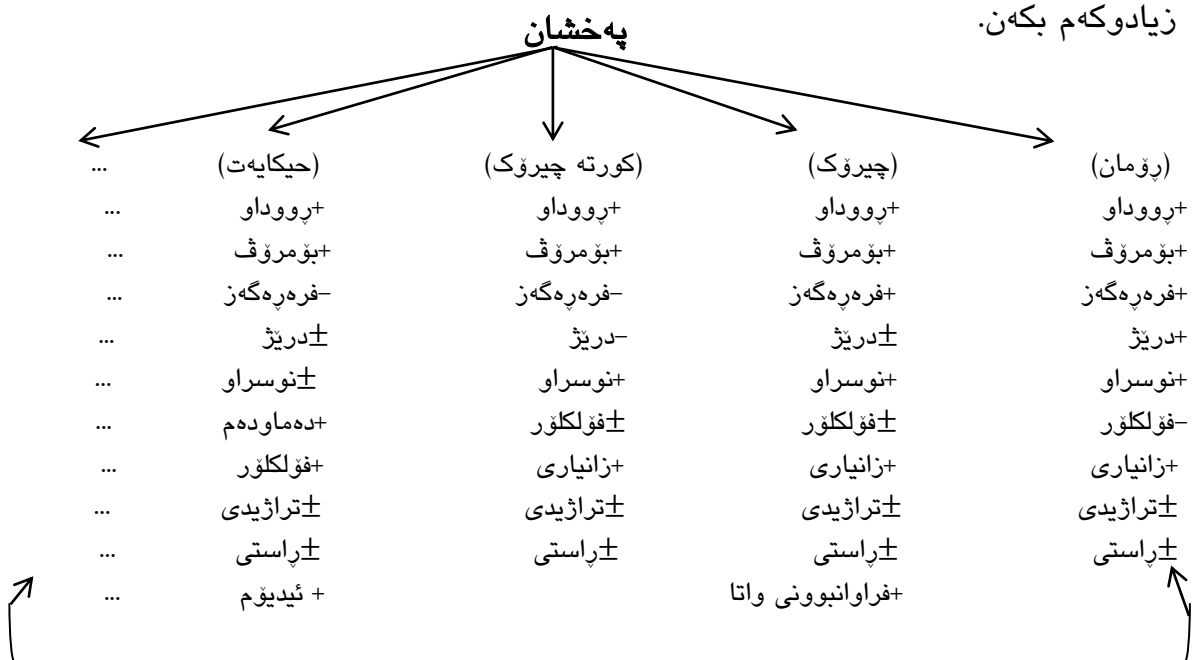 زیادوکەم بکەن.
پەخشان
(ڕۆمان) (چیرۆک) (کورتە چیرۆک) (حیکایەت) ...
+ڕووداو +ڕووداو +ڕووداو +ڕووداو ...
+بۆمرۆڤ +بۆمرۆڤ +بۆمرۆڤ +بۆمرۆڤ ...
+فرەڕەگەز +فرەڕەگەز –فرەڕەگەز –فرەڕەگەز ...
+درێژ ±درێژ –درێژ ±درێژ ...
+نوسراو +نوسراو +نوسراو ±نوسراو ...
–فۆلکلۆر ±فۆلکلۆر ±فۆلکلۆر +دەماودەم ...
+زانیاری +زانیاری +زانیاری +فۆلکلۆر ...
±تراژیدی ±تراژیدی ±تراژیدی ±تراژیدی ...
±ڕاستی ±ڕاستی ±ڕاستی ±ڕاستی ...
+فراوانبوونی واتا + ئیدیۆم ...